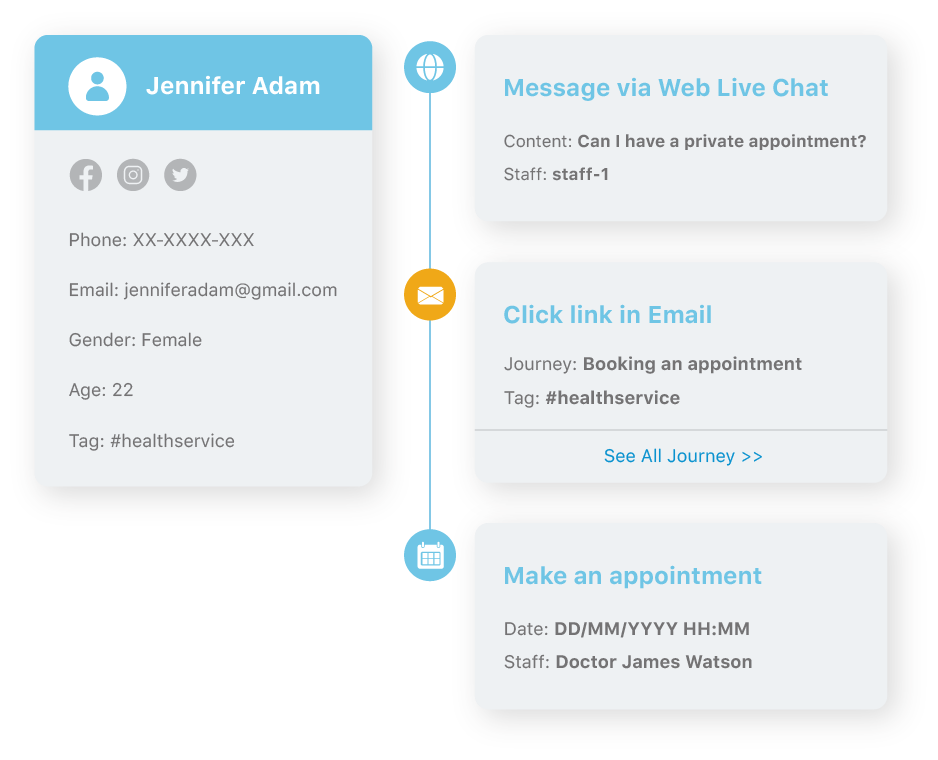 Jennifer Adam
Phone: XX-XXXX-XXX
Email: jenniferadam@gmail.com
Gender: Female
Age: 22
Tag: #healthservice
Message via Web Live Chat
Content: Can I have a private appointment?
Staff: staff-1
Click link in Email
Journey: Booking an appointment
Tag: #healthservice
See All Journey >>
Make an appointment
Date: DD/MM/YYYY HH:MM
Staff: Doctor James Watson